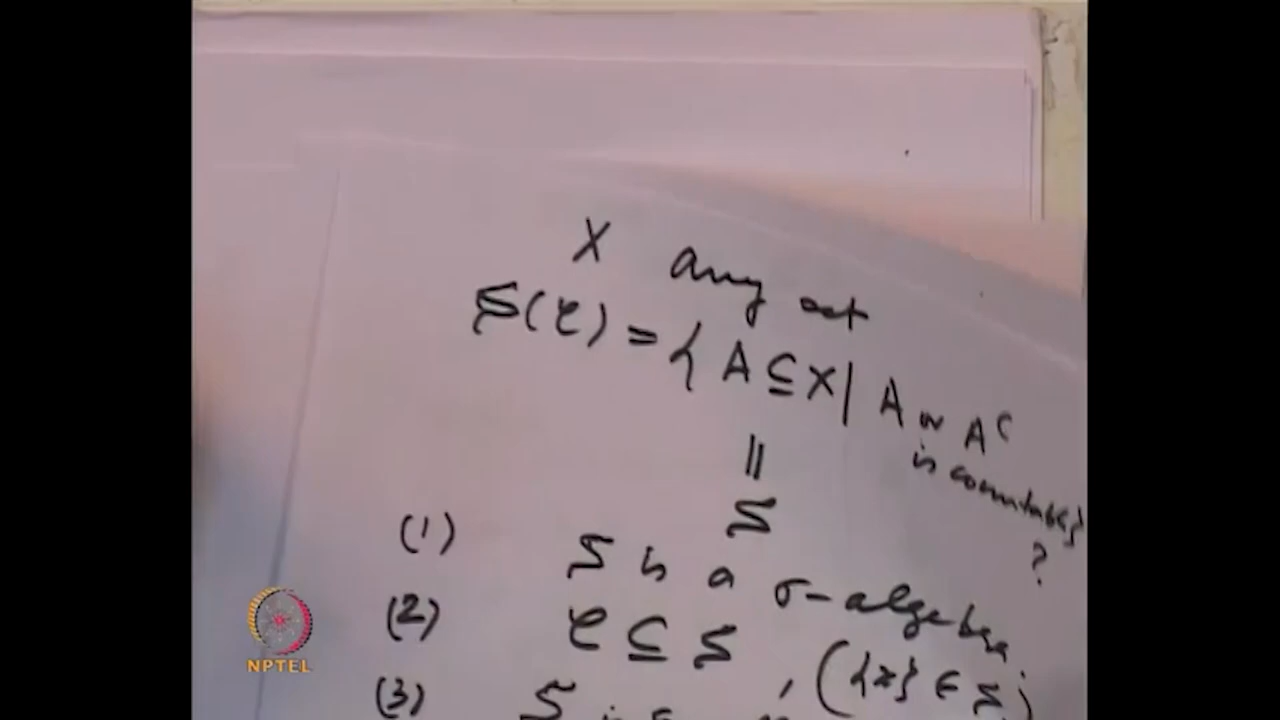 X any set
S(C) = { A ⊆ X | A or A^c is countable }
?
||
S
(1) S is a σ-algebra.
(2) C ⊆ S, ({x} ∈ S)
(3) S
NPTEL